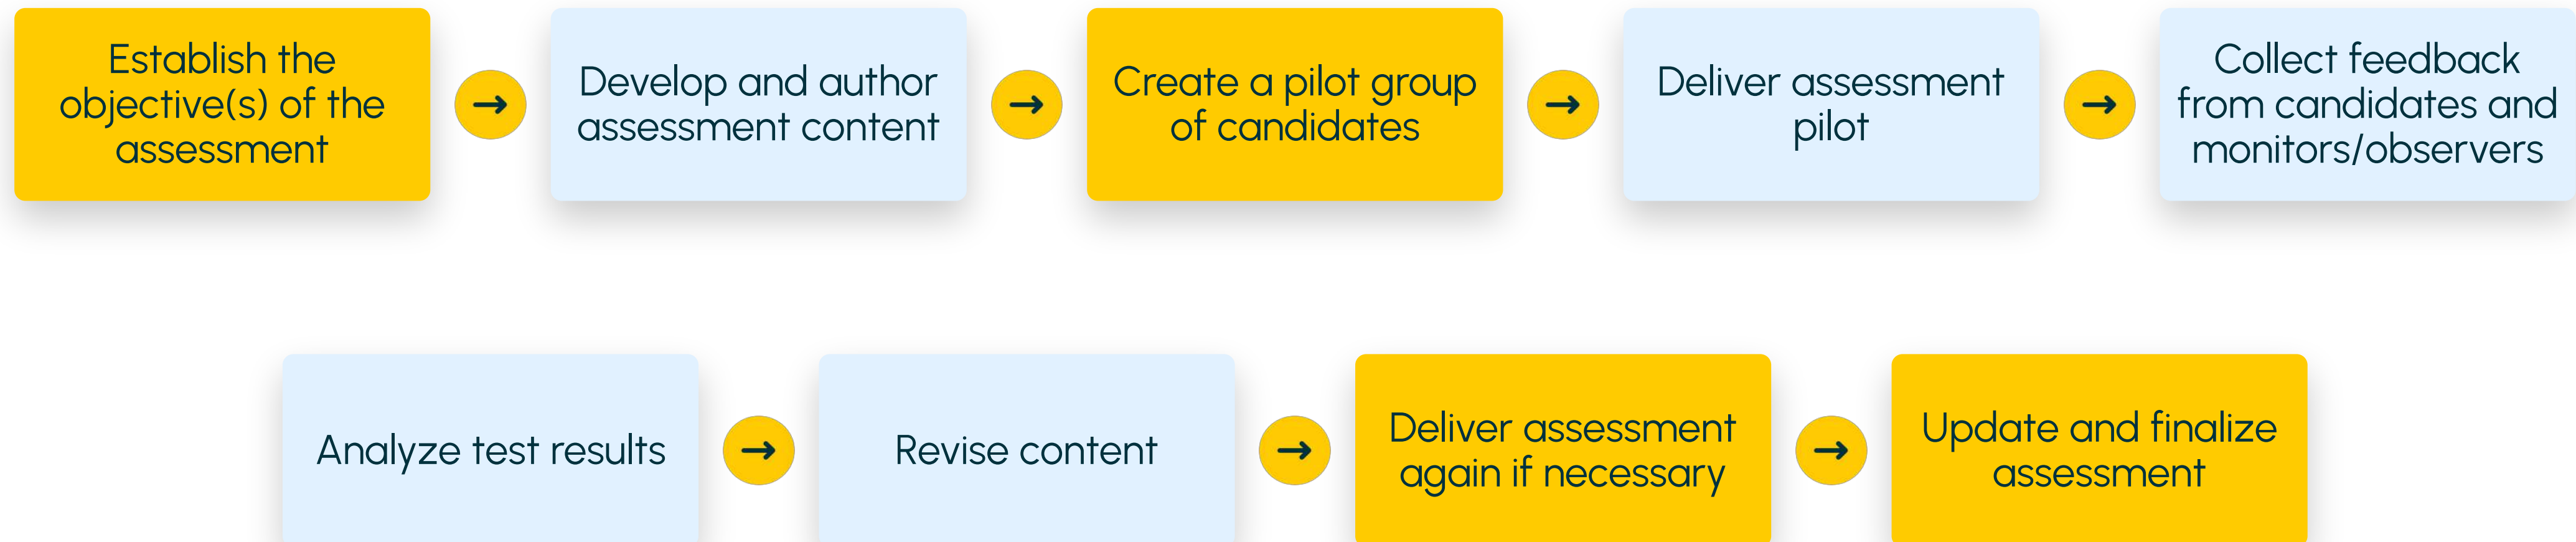 Establish the
objective(s) of the
assessment
→
Develop and author
assessment content
→
Create a pilot group
of candidates
→
Deliver assessment
pilot
→
Collect feedback
from candidates and
monitors/observers
Analyze test results
→
Revise content
→
Deliver assessment
again if necessary
→
Update and finalize
assessment